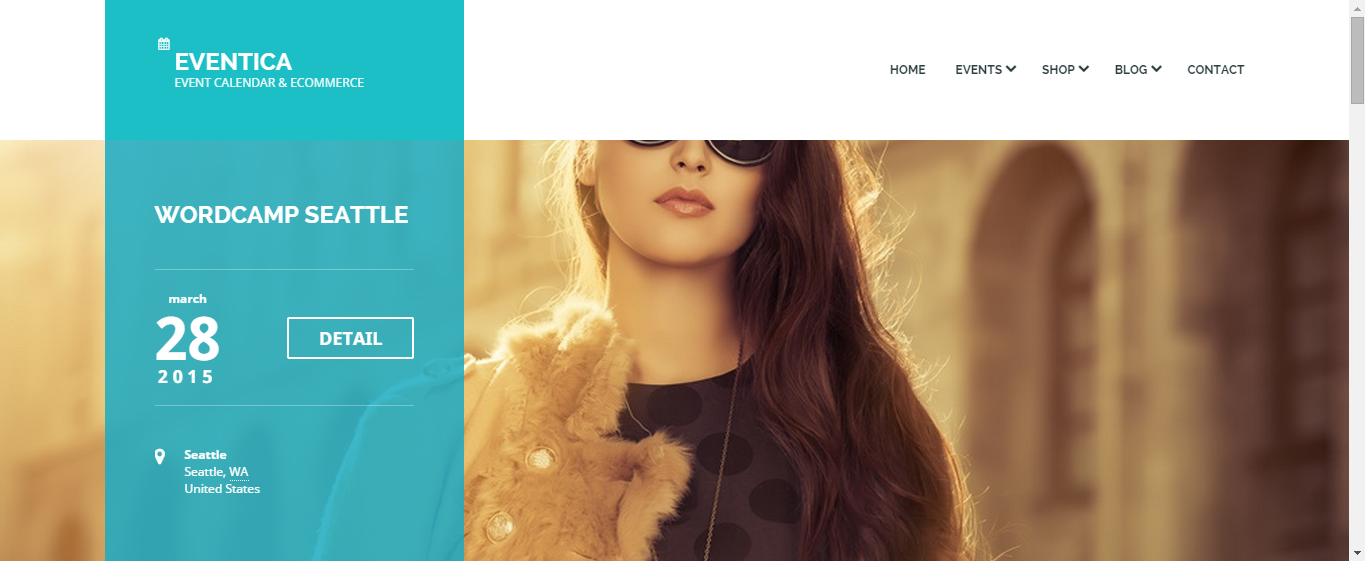 EVENTICA
EVENT CALENDAR & ECOMMERCE
HOME
EVENTS
SHOP
BLOG
CONTACT
WORDCAMP SEATTLE
march
28
2015
DETAIL
Seattle
Seattle, WA
United States